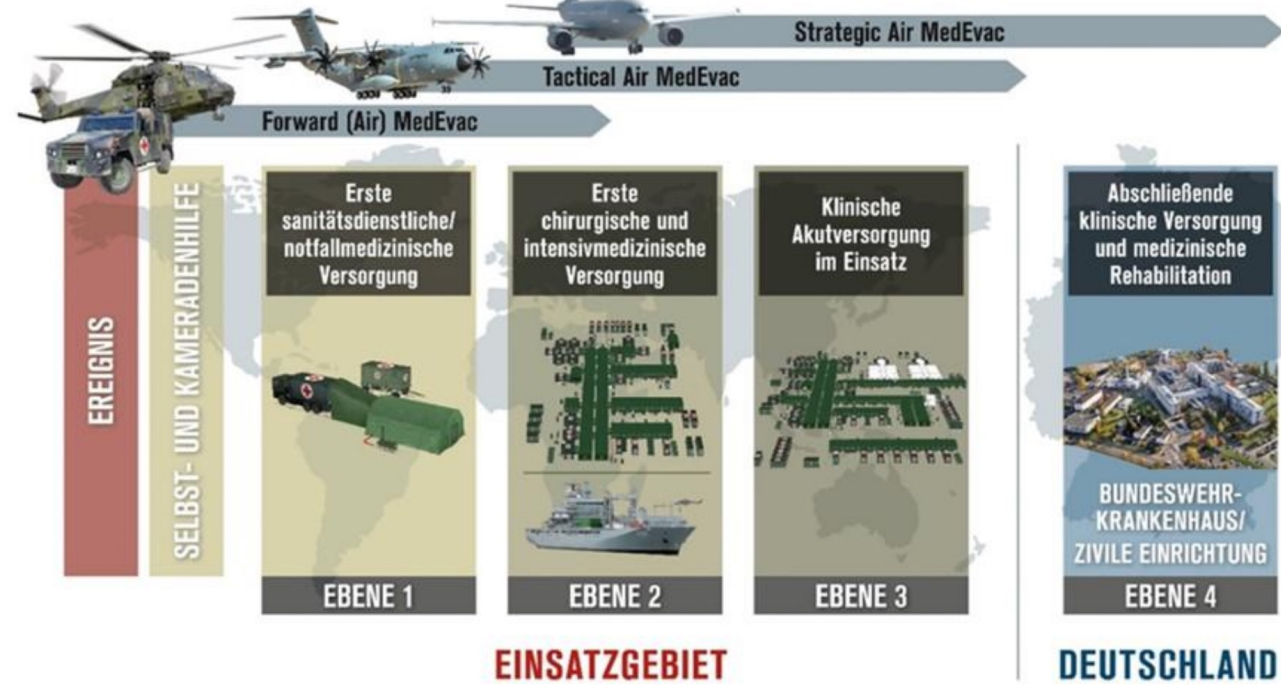 Strategic Air MedEvac
Tactical Air MedEvac
Forward (Air) MedEvac
EREIGNIS
SELBST- UND KAMERADENHILFE
Erste
sanitätsdienstliche/
notfallmedizinische
Versorgung
EBENE 1
Erste
chirurgische und
intensivmedizinische
Versorgung
EBENE 2
Klinische
Akutversorgung
im Einsatz
EBENE 3
Abschließende
klinische Versorgung
und medizinische
Rehabilitation
BUNDESWEHR-
KRANKENHAUS/
ZIVILE EINRICHTUNG
EBENE 4
EINSATZGEBIET
DEUTSCHLAND